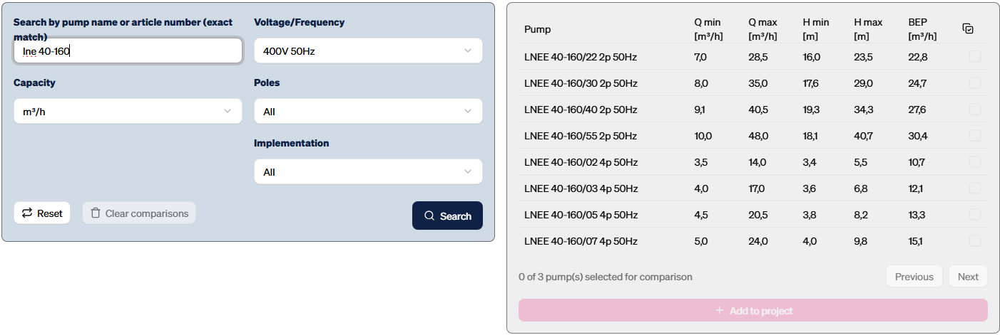 Search by pump name or article number (exact
match)
lne 40-160
Voltage/Frequency
400V 50Hz
Capacity
m³/h
Poles
All
Implementation
All
Reset
Clear comparisons
Search
Pump Q min [m³/h] Q max [m³/h] H min [m] H max [m] BEP [m³/h]
LNEE 40-160/22 2p 50Hz 7,0 28,5 16,0 23,5 22,8
LNEE 40-160/30 2p 50Hz 8,0 35,0 17,6 29,0 24,7
LNEE 40-160/40 2p 50Hz 9,1 40,5 19,3 34,3 27,6
LNEE 40-160/55 2p 50Hz 10,0 48,0 18,1 40,7 30,4
LNEE 40-160/02 4p 50Hz 3,5 14,0 3,4 5,5 10,7
LNEE 40-160/03 4p 50Hz 4,0 17,0 3,6 6,8 12,1
LNEE 40-160/05 4p 50Hz 4,5 20,5 3,8 8,2 13,3
LNEE 40-160/07 4p 50Hz 5,0 24,0 4,0 9,8 15,1
0 of 3 pump(s) selected for comparison
Previous
Next
+ Add to project